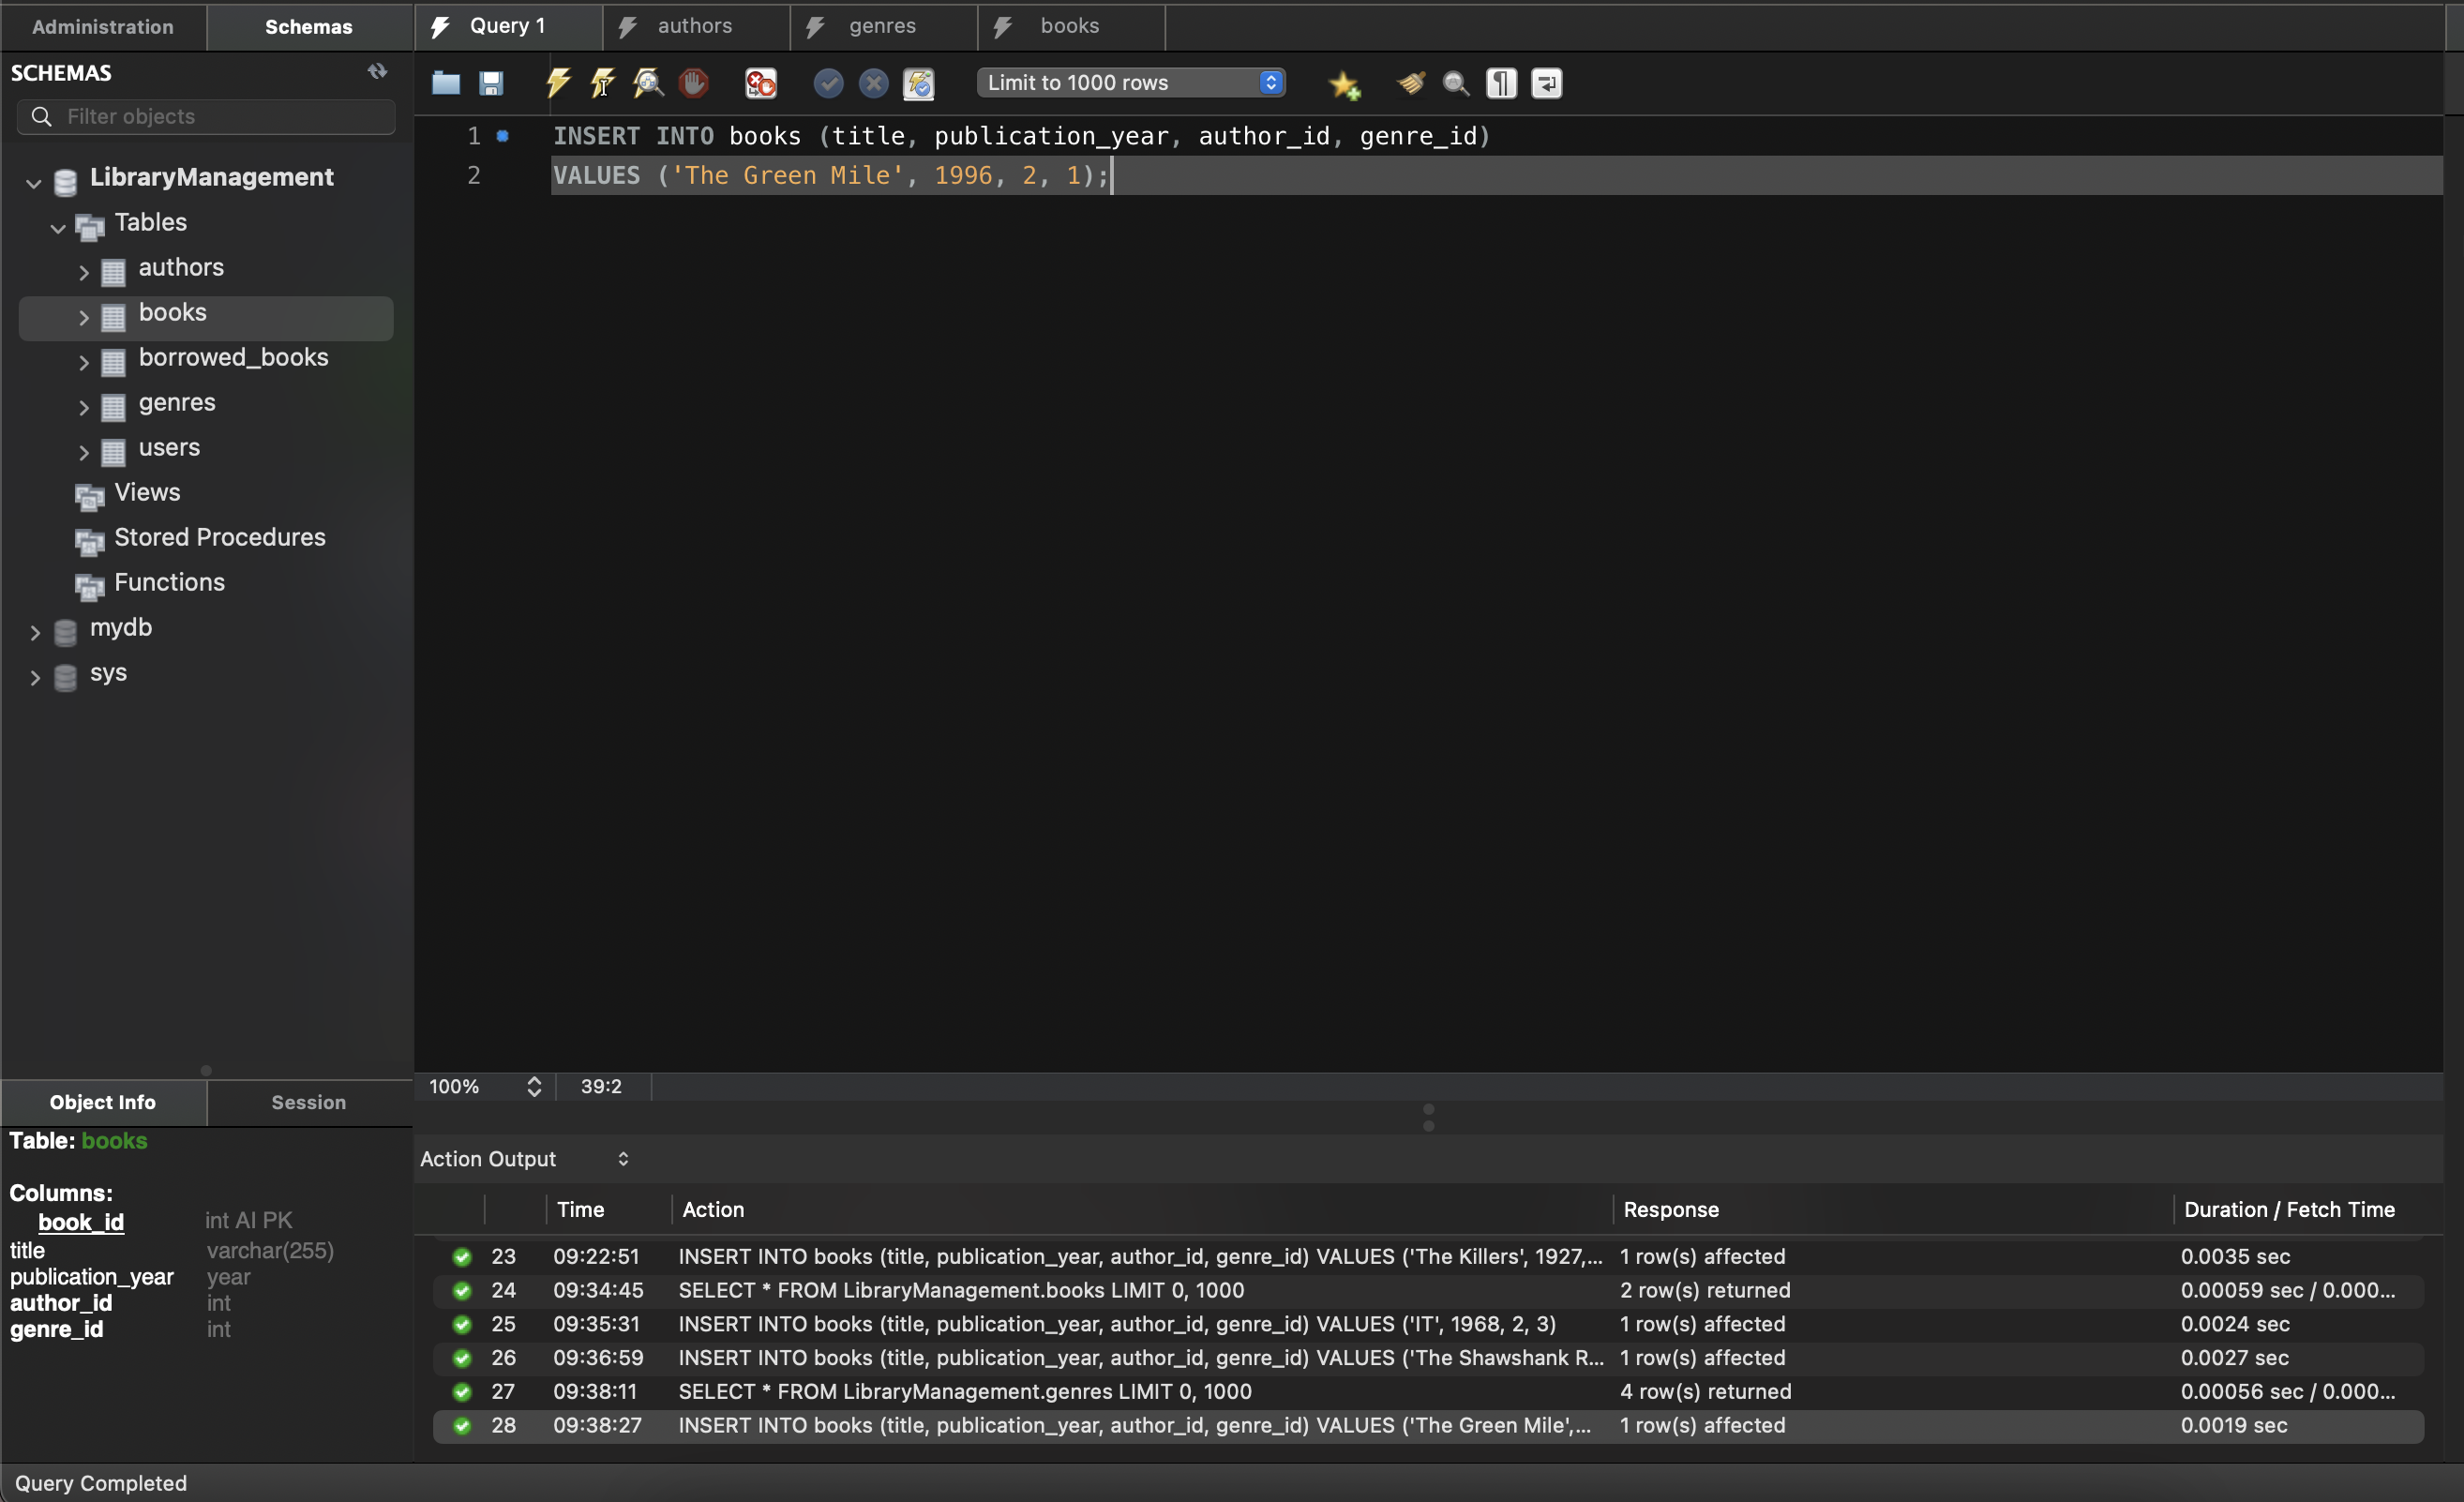 Administration
Schemas
Query 1
authors
genres
books
SCHEMAS
Filter objects
Limit to 1000 rows
LibraryManagement
Tables
authors
books
borrowed_books
genres
users
Views
Stored Procedures
Functions
mydb
sys
1 INSERT INTO books (title, publication_year, author_id, genre_id)
2 VALUES ('The Green Mile', 1996, 2, 1);
100% 39:2
Object Info
Session
Table: books
Columns:
book_id int AI PK
title varchar(255)
publication_year year
author_id int
genre_id int
Action Output
Time Action Response Duration / Fetch Time
23 09:22:51 INSERT INTO books (title, publication_year, author_id, genre_id) VALUES ('The Killers', 1927,... 1 row(s) affected 0.0035 sec
24 09:34:45 SELECT * FROM LibraryManagement.books LIMIT 0, 1000 2 row(s) returned 0.00059 sec / 0.000...
25 09:35:31 INSERT INTO books (title, publication_year, author_id, genre_id) VALUES ('IT', 1968, 2, 3) 1 row(s) affected 0.0024 sec
26 09:36:59 INSERT INTO books (title, publication_year, author_id, genre_id) VALUES ('The Shawshank R... 1 row(s) affected 0.0027 sec
27 09:38:11 SELECT * FROM LibraryManagement.genres LIMIT 0, 1000 4 row(s) returned 0.00056 sec / 0.000...
28 09:38:27 INSERT INTO books (title, publication_year, author_id, genre_id) VALUES ('The Green Mile',... 1 row(s) affected 0.0019 sec
Query Completed